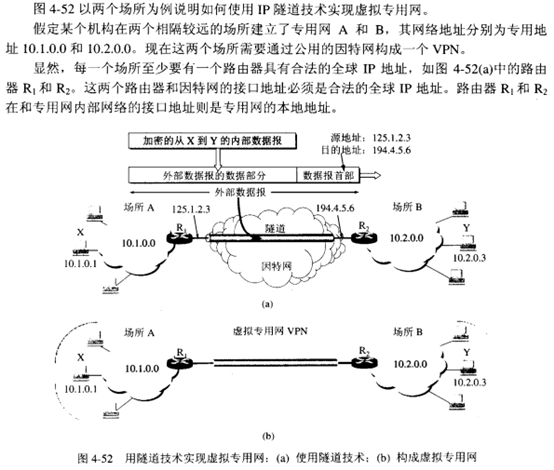 图 4-52 以两个场所为例说明如何使用 IP 隧道技术实现虚拟专用网。
假定某个机构在两个相隔较远的场所建立了专用网 A 和 B，其网络地址分别为专用地
址 10.1.0.0 和 10.2.0.0。现在这两个场所需要通过公用的因特网构成一个 VPN。
显然，每一个场所至少要有一个路由器具有合法的全球 IP 地址，如图 4-52(a)中的路由
器 R₁ 和 R₂。这两个路由器和因特网的接口地址必须是合法的全球 IP 地址。路由器 R₁ 和 R₂
在和专用网内部网络的接口地址则是专用网的本地地址。
加密的从 X 到 Y 的内部数据报
源地址：125.1.2.3
目的地址：194.4.5.6
外部数据报的数据部分
数据报首部
外部数据报
场所 A
125.1.2.3
隧道
194.4.5.6
场所 B
X
10.1.0.0
R₁
R₂
10.2.0.0
Y
10.1.0.1
因特网
10.2.0.3
(a)
场所 A
虚拟专用网 VPN
场所 B
X
10.1.0.0
R₁
R₂
10.2.0.0
Y
10.1.0.1
10.2.0.3
(b)
图 4-52 用隧道技术实现虚拟专用网：(a) 使用隧道技术；(b) 构成虚拟专用网